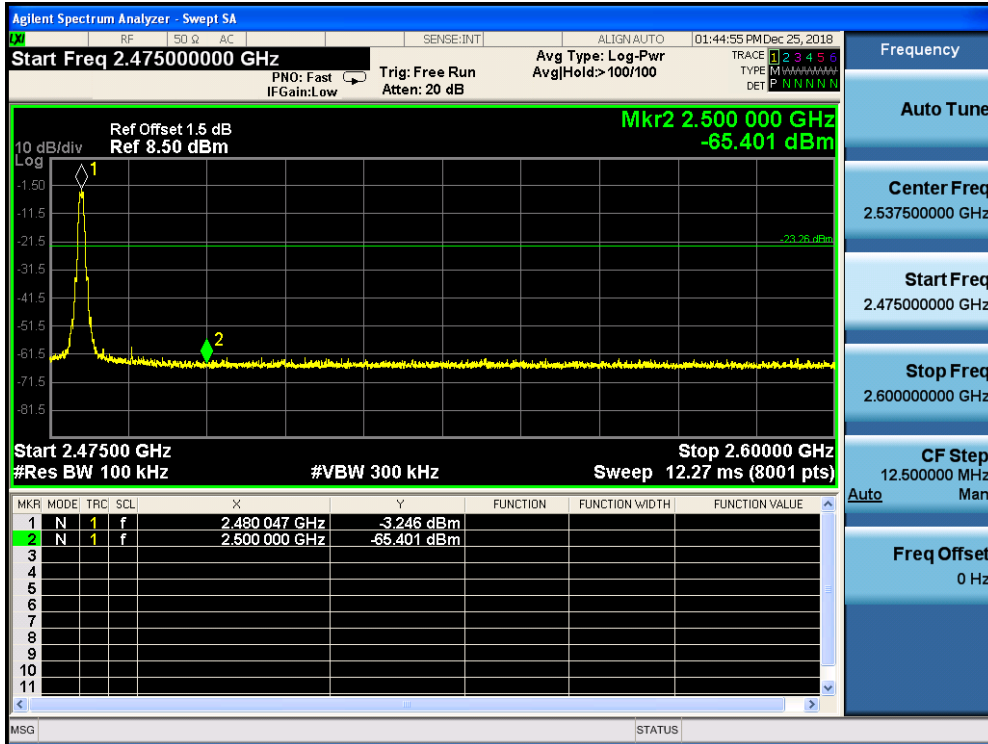 Agilent Spectrum Analyzer - Swept SA
LXI RF 50 Ω AC SENSE:INT ALIGN AUTO 01:44:55 PM Dec 25, 2018
Start Freq 2.475000000 GHz
PNO: Fast
IFGain:Low
Trig: Free Run
Atten: 20 dB
Avg Type: Log-Pwr
Avg|Hold:>100/100
TRACE 1 2 3 4 5 6
TYPE M WWWWW
DET P N N N N N
Frequency
Auto Tune
Center Freq
2.537500000 GHz
Start Freq
2.475000000 GHz
Stop Freq
2.600000000 GHz
CF Step
12.500000 MHz
Auto Man
Freq Offset
0 Hz
Mkr2 2.500 000 GHz
-65.401 dBm
Ref Offset 1.5 dB
10 dB/div Ref 8.50 dBm
Log
1
-1.50
-11.5
-21.5
-23.26 dBm
-31.5
-41.5
-51.5
2
-61.5
-71.5
-81.5
Start 2.47500 GHz Stop 2.60000 GHz
#Res BW 100 kHz #VBW 300 kHz Sweep 12.27 ms (8001 pts)
MKR MODE TRC SCL X Y FUNCTION FUNCTION WIDTH FUNCTION VALUE
1 N 1 f 2.480 047 GHz -3.246 dBm
2 N 1 f 2.500 000 GHz -65.401 dBm
3
4
5
6
7
8
9
10
11
MSG STATUS